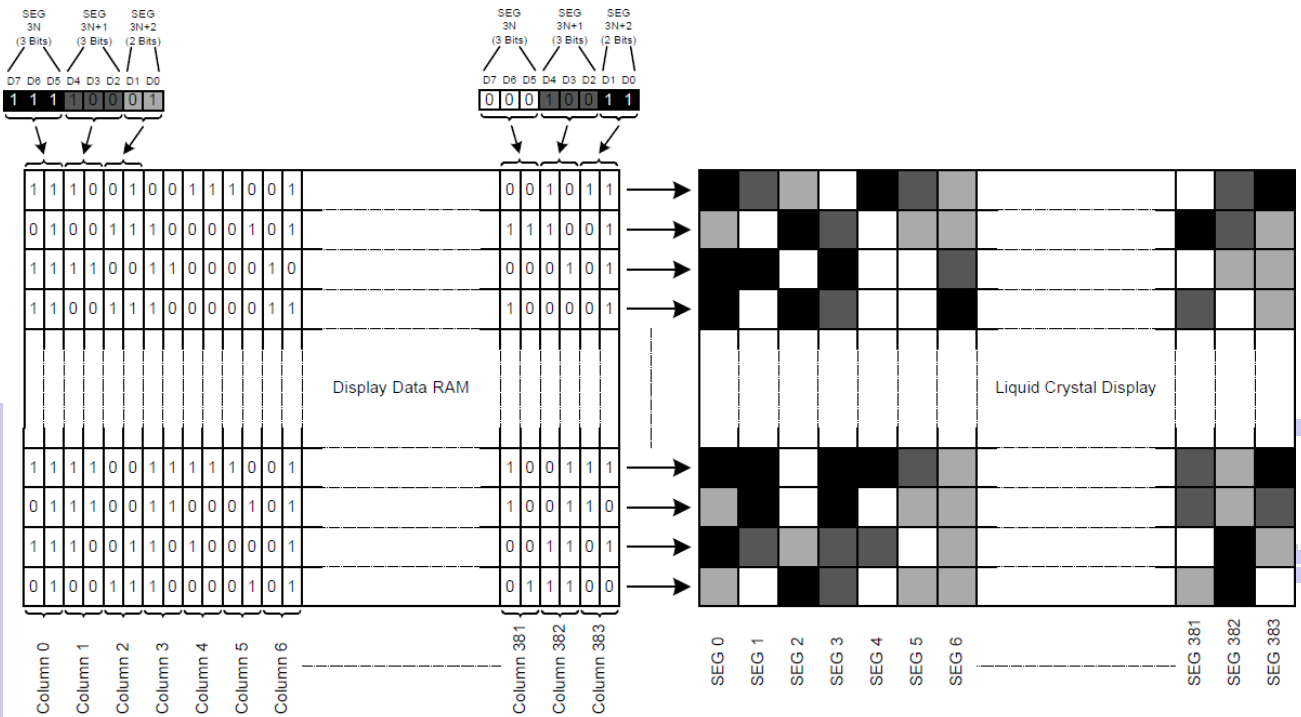 SEG 3N (3 Bits)
SEG 3N+1 (3 Bits)
SEG 3N+2 (2 Bits)
D7 D6 D5 D4 D3 D2 D1 D0
1 1 1 1 0 0 0 1
SEG 3N (3 Bits)
SEG 3N+1 (3 Bits)
SEG 3N+2 (2 Bits)
D7 D6 D5 D4 D3 D2 D1 D0
0 0 0 1 0 0 1 1
1 1 1 0 0 1 0 0 1 1 1 0 0 1 0 0 1 0 1 1
0 1 0 0 1 1 1 0 0 0 0 1 0 1 1 1 1 0 0 1
1 1 1 1 0 0 1 1 0 0 0 0 1 0 0 0 0 1 0 1
1 1 0 0 1 1 1 0 0 0 0 0 1 1 1 0 0 0 0 1
Display Data RAM
Liquid Crystal Display
1 1 1 1 0 0 1 1 1 1 1 0 0 1 1 0 0 1 1 1
0 1 1 1 0 0 1 1 0 0 0 1 0 1 1 0 0 1 1 0
1 1 1 0 0 1 1 0 1 0 0 0 0 1 0 0 1 1 0 1
0 1 0 0 1 1 1 0 0 0 0 1 0 1 0 1 1 1 0 0
Column 0
Column 1
Column 2
Column 3
Column 4
Column 5
Column 6
Column 381
Column 382
Column 383
SEG 0
SEG 1
SEG 2
SEG 3
SEG 4
SEG 5
SEG 6
SEG 381
SEG 382
SEG 383